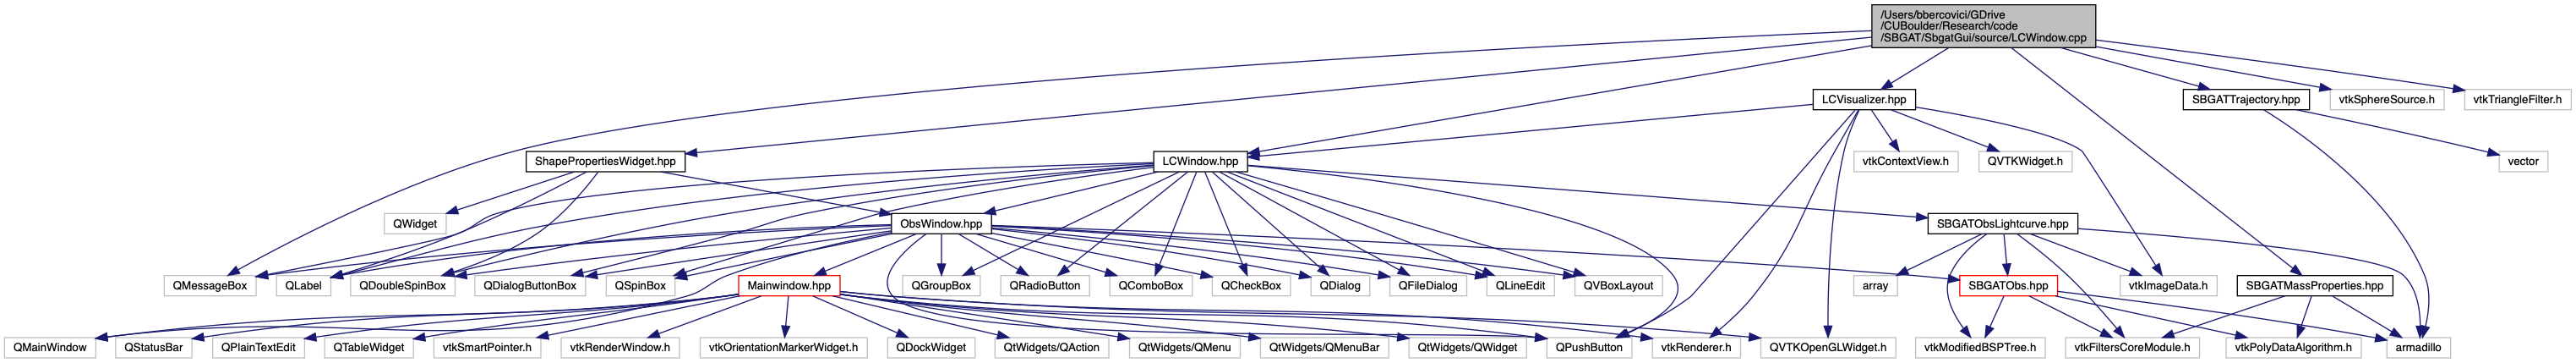 /Users/bbercovici/GDrive
/CUBoulder/Research/code
/SBGAT/SbgatGui/source/LCWindow.cpp
LCVisualizer.hpp
SBGATTrajectory.hpp
vtkSphereSource.h
vtkTriangleFilter.h
ShapePropertiesWidget.hpp
LCWindow.hpp
vtkContextView.h
QVTKWidget.h
vector
QWidget
ObsWindow.hpp
SBGATObsLightcurve.hpp
QMessageBox
QLabel
QDoubleSpinBox
QDialogButtonBox
QSpinBox
Mainwindow.hpp
QGroupBox
QRadioButton
QComboBox
QCheckBox
QDialog
QFileDialog
QLineEdit
QVBoxLayout
array
SBGATObs.hpp
vtkImageData.h
SBGATMassProperties.hpp
QMainWindow
QStatusBar
QPlainTextEdit
QTableWidget
vtkSmartPointer.h
vtkRenderWindow.h
vtkOrientationMarkerWidget.h
QDockWidget
QtWidgets/QAction
QtWidgets/QMenu
QtWidgets/QMenuBar
QtWidgets/QWidget
QPushButton
vtkRenderer.h
QVTKOpenGLWidget.h
vtkModifiedBSPTree.h
vtkFiltersCoreModule.h
vtkPolyDataAlgorithm.h
armadillo